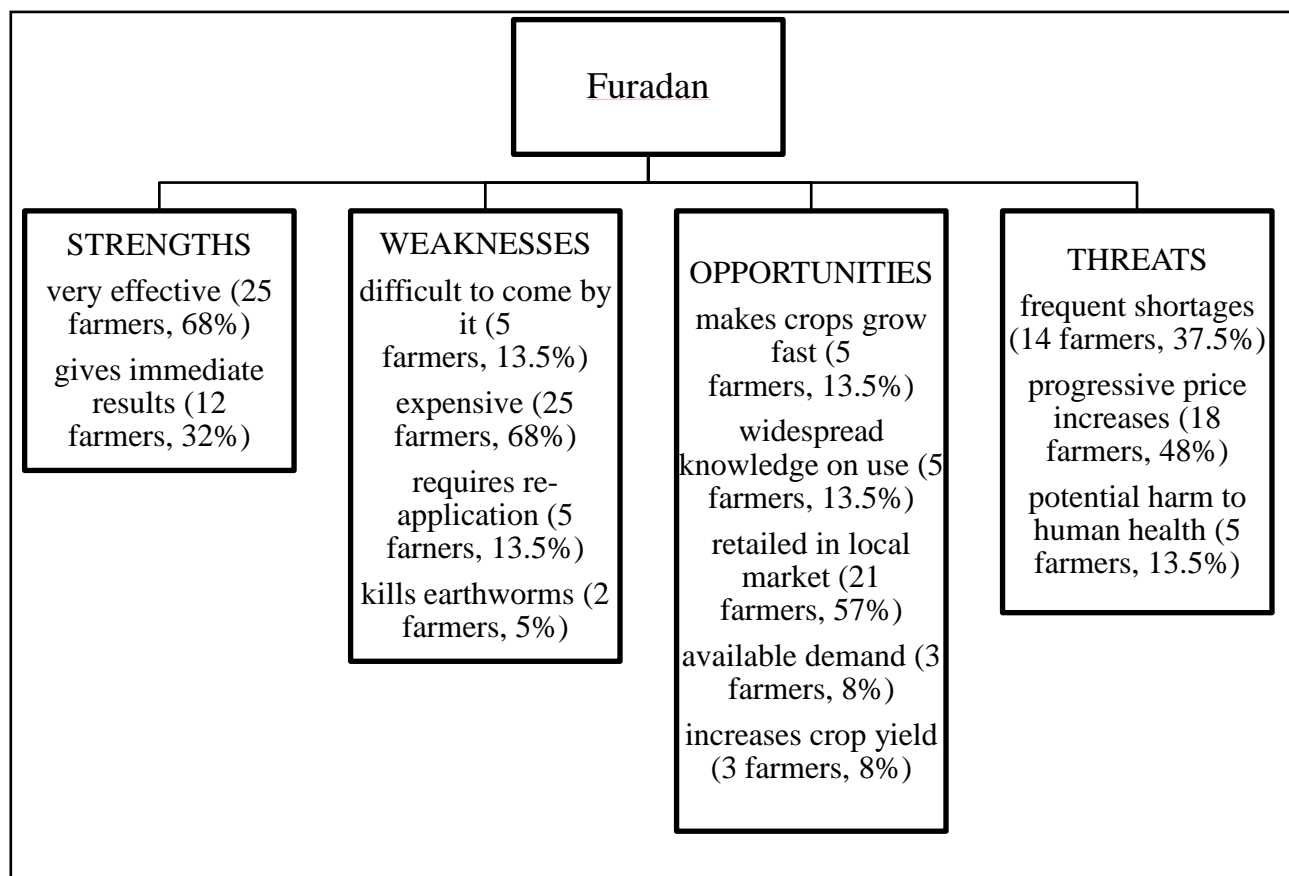 Furadan
STRENGTHS
very effective (25
farmers, 68%)
gives immediate
results (12
farmers, 32%)
WEAKNESSES
difficult to come by
it (5
farmers, 13.5%)
expensive (25
farmers, 68%)
requires re-
application (5
farners, 13.5%)
kills earthworms (2
farmers, 5%)
OPPORTUNITIES
makes crops grow
fast (5
farmers, 13.5%)
widespread
knowledge on use (5
farmers, 13.5%)
retailed in local
market (21
farmers, 57%)
available demand (3
farmers, 8%)
increases crop yield
(3 farmers, 8%)
THREATS
frequent shortages
(14 farmers, 37.5%)
progressive price
increases (18
farmers, 48%)
potential harm to
human health (5
farmers, 13.5%)